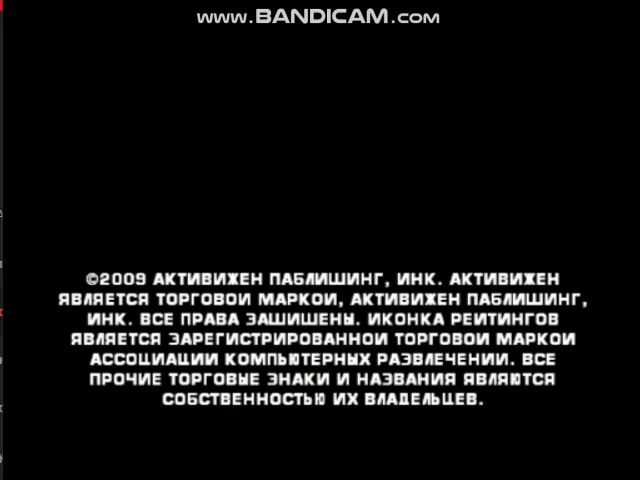 www.BANDICAM.com
©2009 АКТИВИЖЕН ПАБЛИШИНГ, ИНК. АКТИВИЖЕН
ЯВЛЯЕТСЯ ТОРГОВОИ МАРКОИ, АКТИВИЖЕН ПАБЛИШИНГ,
ИНК. ВСЕ ПРАВА ЗАШИШЕНЫ. ИКОНКА РЕИТИНГОВ
ЯВЛЯЕТСЯ ЗАРЕГИСТРИРОВАННОИ ТОРГОВОИ МАРКОИ
АССОЦИАЦИИ КОМПЬЮТЕРНЫХ РАЗВЛЕЧЕНИИ. ВСЕ
ПРОЧИЕ ТОРГОВЫЕ ЗНАКИ И НАЗВАНИЯ ЯВЛЯЮТСЯ
СОБСТВЕННОСТЬЮ ИХ ВЛАДЕЛЬЦЕВ.